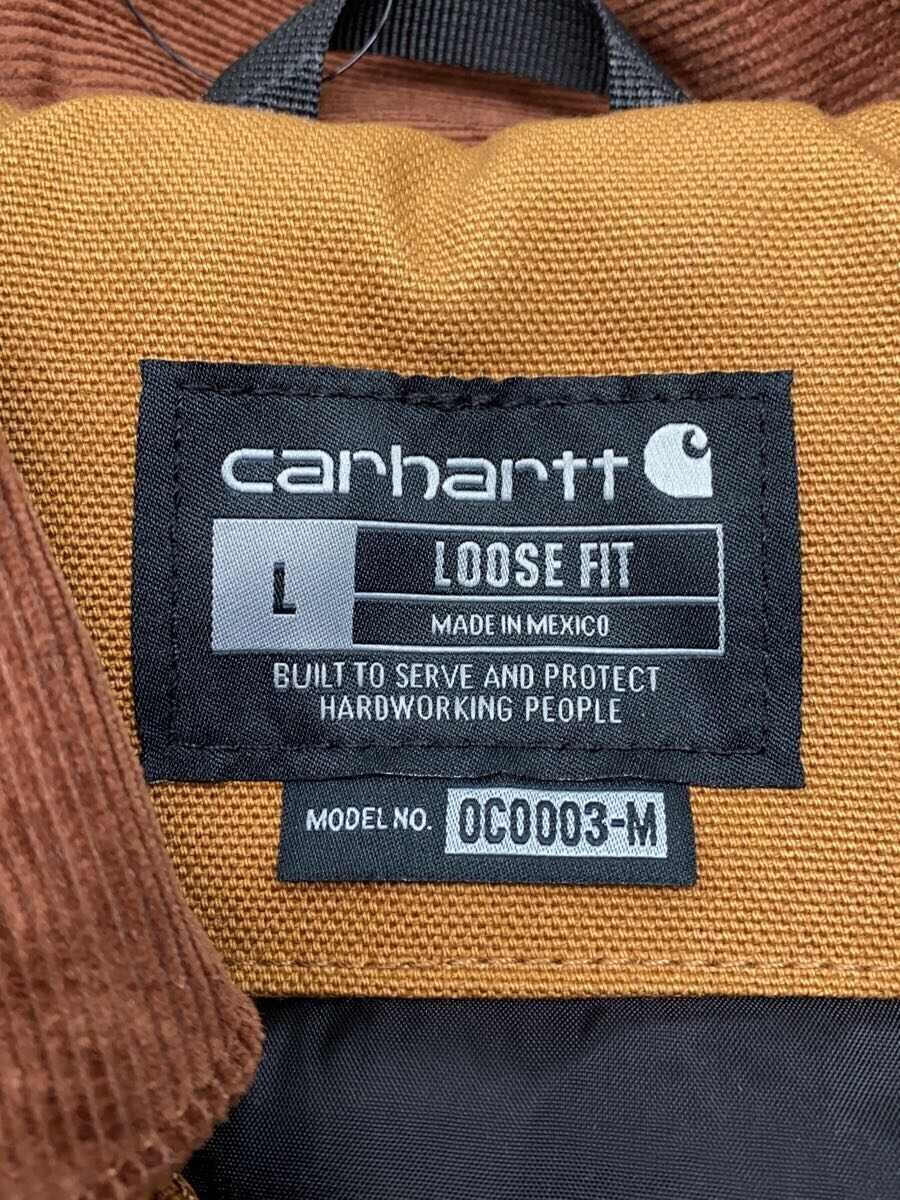 carhartt
L
LOOSE FIT
MADE IN MEXICO
BUILT TO SERVE AND PROTECT
HARDWORKING PEOPLE
MODEL NO. OC0003-M